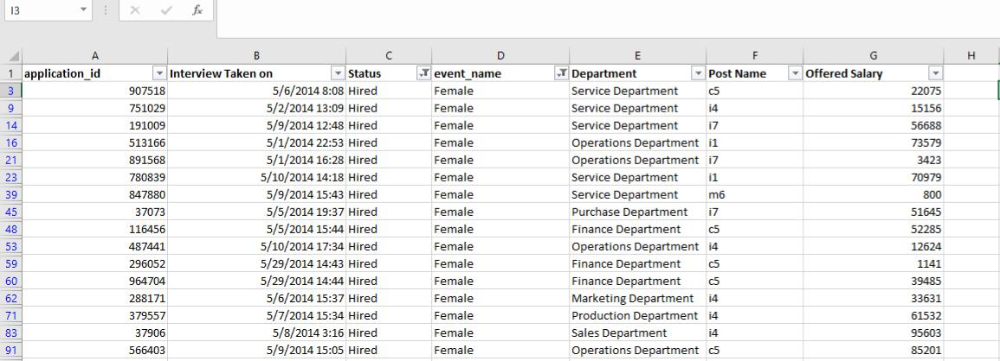 I3 fx
A B C D E F G H
1 application_id Interview Taken on Status event_name Department Post Name Offered Salary
3 907518 5/6/2014 8:08 Hired Female Service Department c5 22075
9 751029 5/2/2014 13:09 Hired Female Service Department i4 15156
14 191009 5/9/2014 12:48 Hired Female Service Department i7 56688
16 513166 5/1/2014 22:53 Hired Female Operations Department i1 73579
21 891568 5/1/2014 16:28 Hired Female Operations Department i7 3423
23 780839 5/10/2014 14:18 Hired Female Service Department i1 70979
39 847880 5/9/2014 15:43 Hired Female Service Department m6 800
45 37073 5/5/2014 19:37 Hired Female Purchase Department i7 51645
48 116456 5/5/2014 15:44 Hired Female Finance Department c5 52285
53 487441 5/10/2014 17:34 Hired Female Operations Department i4 12624
59 296052 5/29/2014 14:43 Hired Female Finance Department c5 1141
60 964704 5/29/2014 14:44 Hired Female Finance Department c5 39485
62 288171 5/6/2014 15:37 Hired Female Marketing Department i4 33631
71 379557 5/7/2014 15:34 Hired Female Production Department i4 61532
83 37906 5/8/2014 3:16 Hired Female Sales Department i4 95603
91 566403 5/9/2014 15:05 Hired Female Operations Department c5 85201